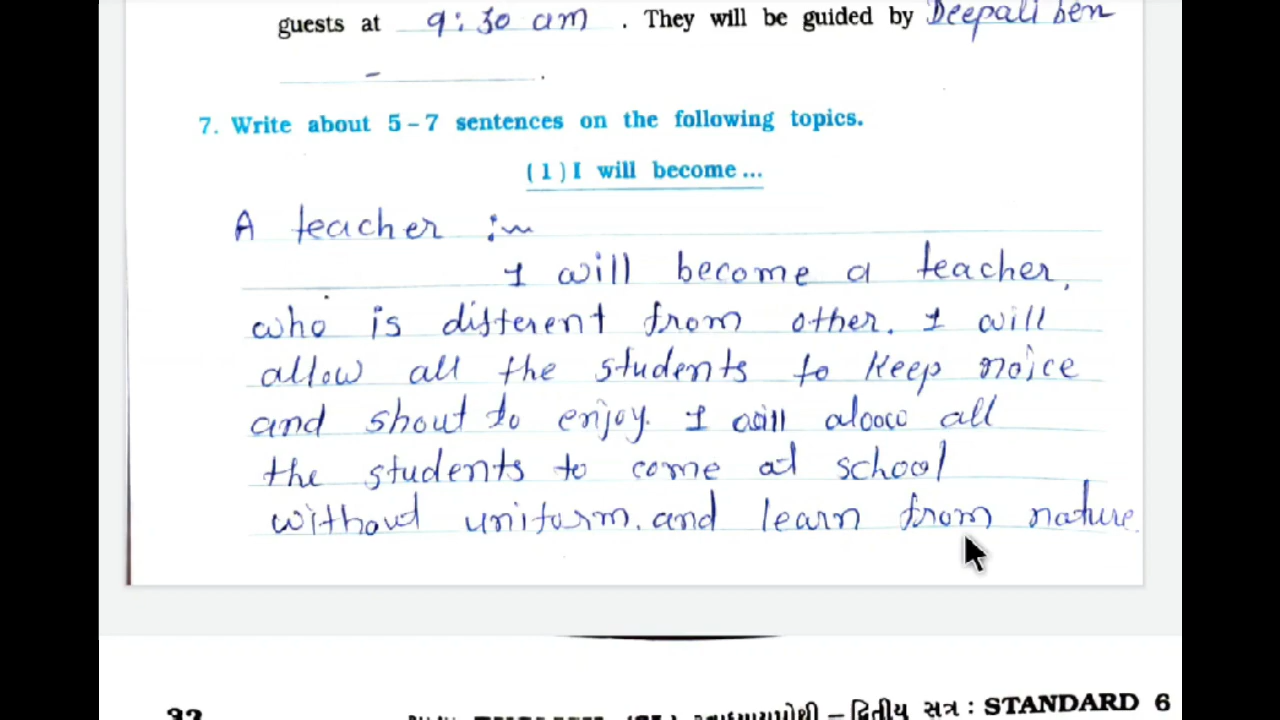 guests at 9:30 am . They will be guided by Deepali ben
- .
7. Write about 5-7 sentences on the following topics.
(1) I will become ...
A teacher :~
I will become a teacher,
who is different from other. I will
allow all the students to keep noice
and shout to enjoy. I will aloow all
the students to come at school
without uniform. and learn from nature.
32
સ્વાધ્યાયપોથી – દ્વિતીય સત્ર : STANDARD 6